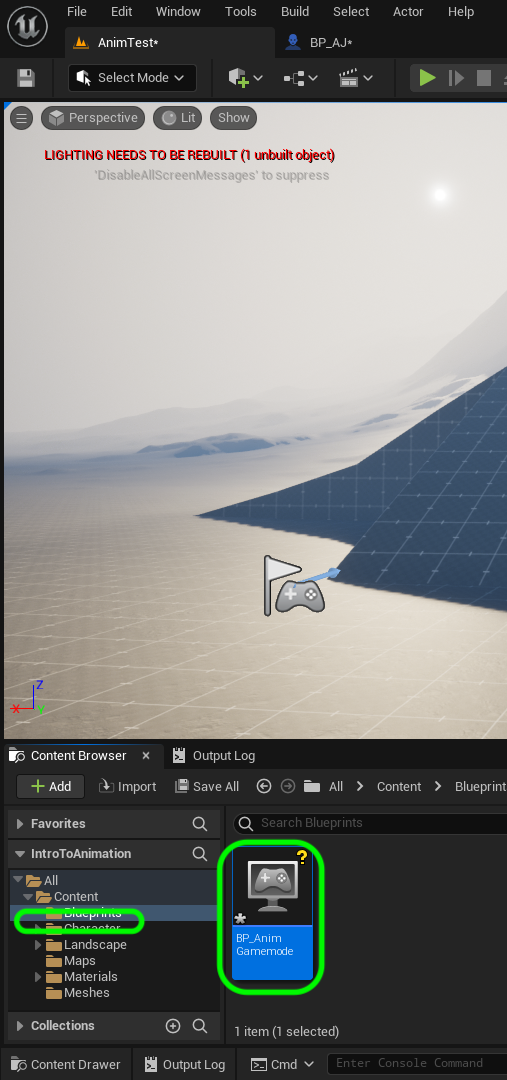 File Edit Window Tools Build Select Actor Help
AnimTest* BP_AJ*
Select Mode
Perspective Lit Show
LIGHTING NEEDS TO BE REBUILT (1 unbuilt object)
'DisableAllScreenMessages' to suppress
Z
X Y
Content Browser Output Log
Add Import Save All All Content Blueprint
Favorites
Search Blueprints
IntroToAnimation
All
Content
Blueprints
Character
Landscape
Maps
Materials
Meshes
?
*
BP_Anim
Gamemode
Collections
1 item (1 selected)
Content Drawer Output Log Cmd Enter Console Command